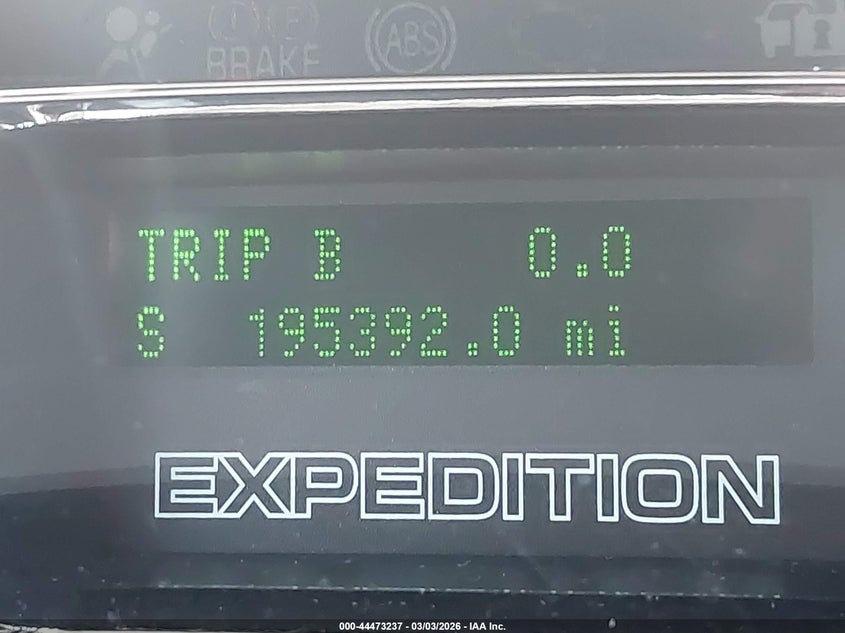 BRAKE
ABS
TRIP B 0.0
S 195392.0 mi
EXPEDITION
000-44473237 - 03/03/2026 - IAA Inc.